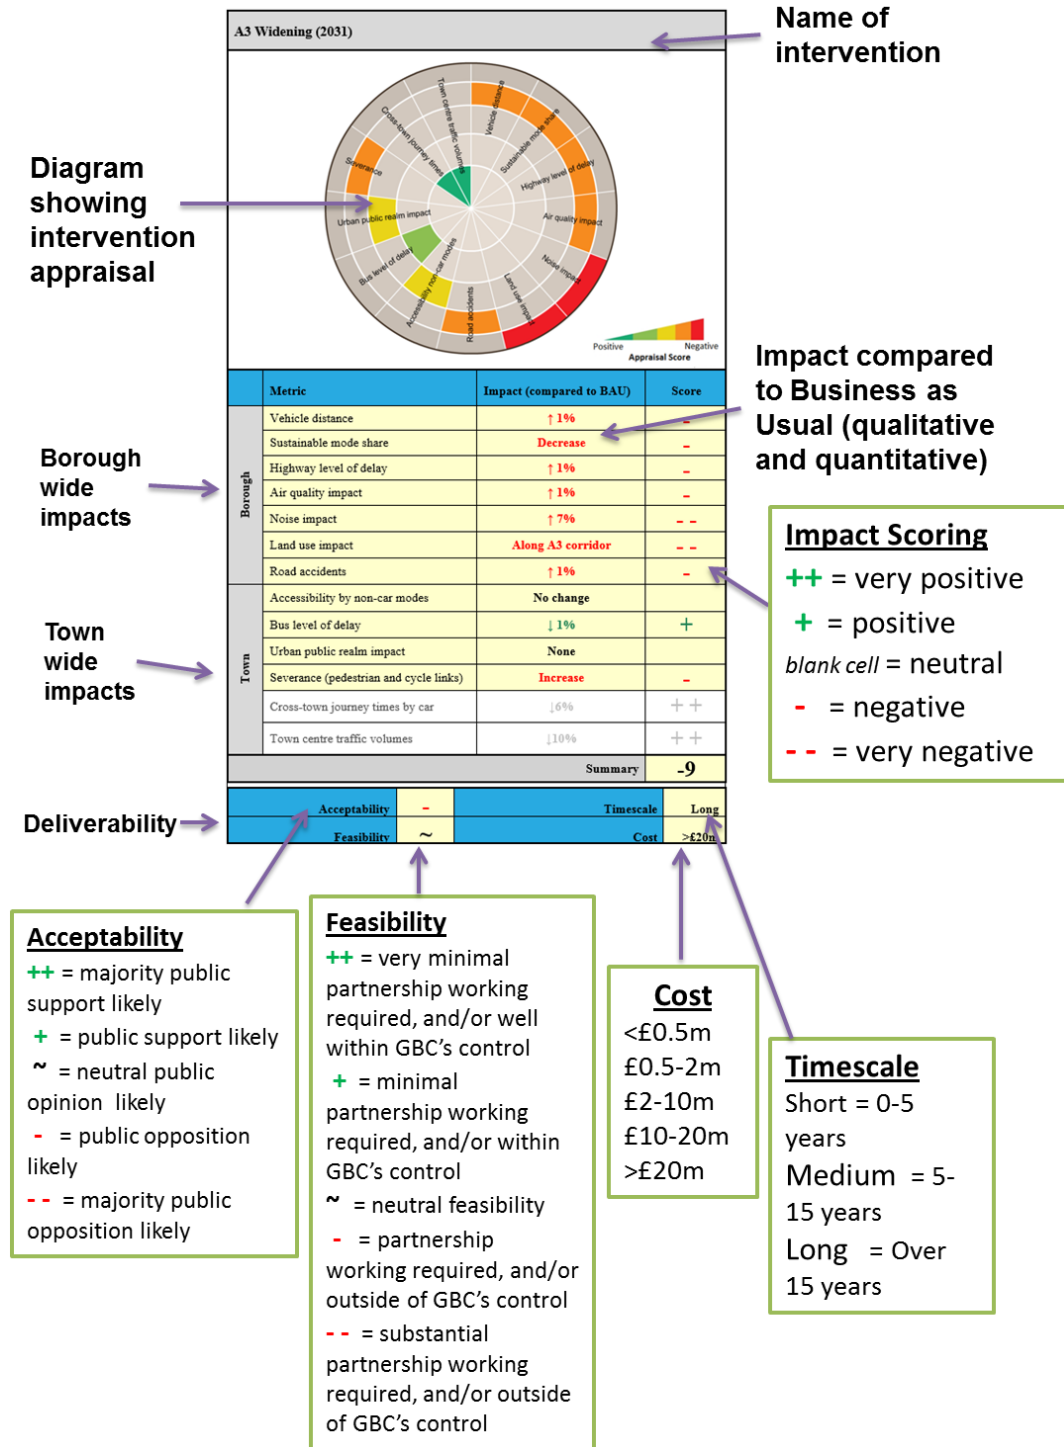 Name of
intervention
A3 Widening (2031)
Diagram
showing
intervention
appraisal
Town centre traffic volumes
Vehicle distance
Sustainable mode share
Highway level of delay
Air quality impact
Noise impact
Land use impact
Road accidents
Accessibility non-car modes
Bus level of delay
Urban public realm impact
Severance
Cross-town journey times
Positive Negative
Appraisal Score
Impact compared
to Business as
Usual (qualitative
and quantitative)
Metric Impact (compared to BAU) Score
Borough
wide
impacts
Borough
Vehicle distance ↑ 1% -
Sustainable mode share Decrease -
Highway level of delay ↑ 1% -
Air quality impact ↑ 1% -
Noise impact ↑ 7% - -
Land use impact Along A3 corridor - -
Road accidents ↑ 1% -
Town
wide
impacts
Town
Accessibility by non-car modes No change
Bus level of delay ↓ 1% +
Urban public realm impact None
Severance (pedestrian and cycle links) Increase -
Cross-town journey times by car ↓6% + +
Town centre traffic volumes ↓10% + +
Summary -9
Impact Scoring
++ = very positive
+ = positive
blank cell = neutral
- = negative
- - = very negative
Deliverability
Acceptability - Timescale Long
Feasibility ~ Cost >£20m
Acceptability
++ = majority public
support likely
+ = public support likely
~ = neutral public
opinion likely
- = public opposition
likely
- - = majority public
opposition likely
Feasibility
++ = very minimal
partnership working
required, and/or well
within GBC's control
+ = minimal
partnership working
required, and/or within
GBC's control
~ = neutral feasibility
- = partnership
working required, and/or
outside of GBC's control
- - = substantial
partnership working
required, and/or outside
of GBC's control
Cost
<£0.5m
£0.5-2m
£2-10m
£10-20m
>£20m
Timescale
Short = 0-5
years
Medium = 5-
15 years
Long = Over
15 years